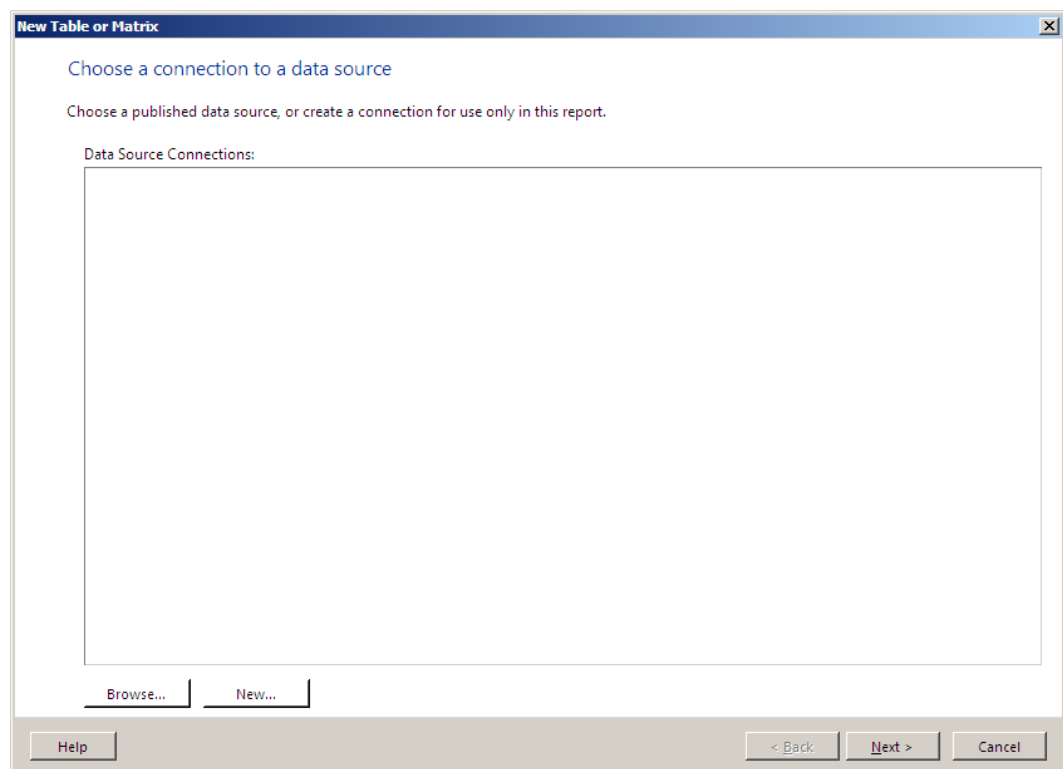 New Table or Matrix
Choose a connection to a data source
Choose a published data source, or create a connection for use only in this report.
Data Source Connections:
Browse... New...
Help < Back Next > Cancel